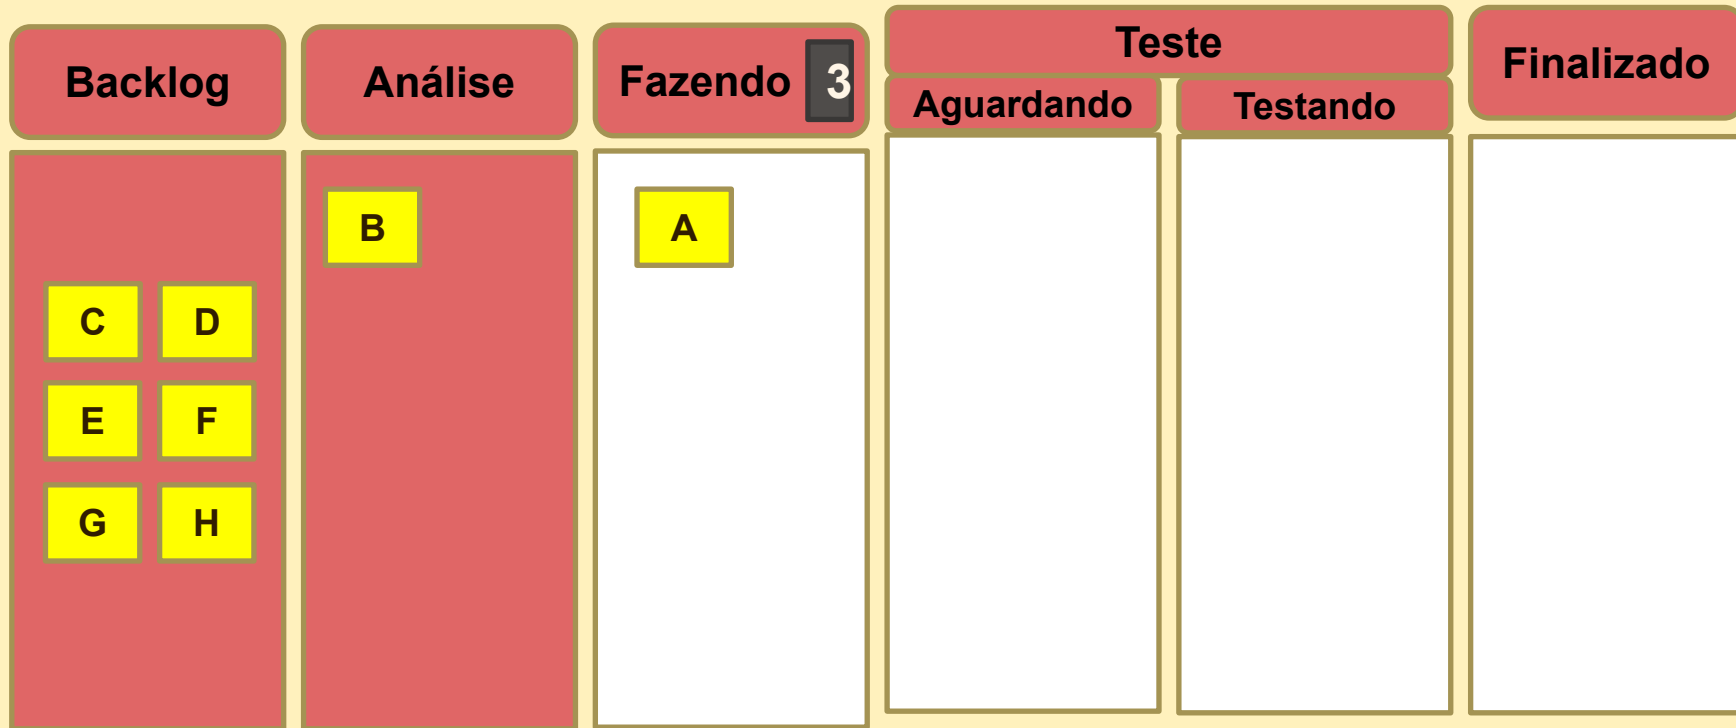 Backlog
Análise
Fazendo 3
Teste
Aguardando
Testando
Finalizado
B
A
C D
E F
G H